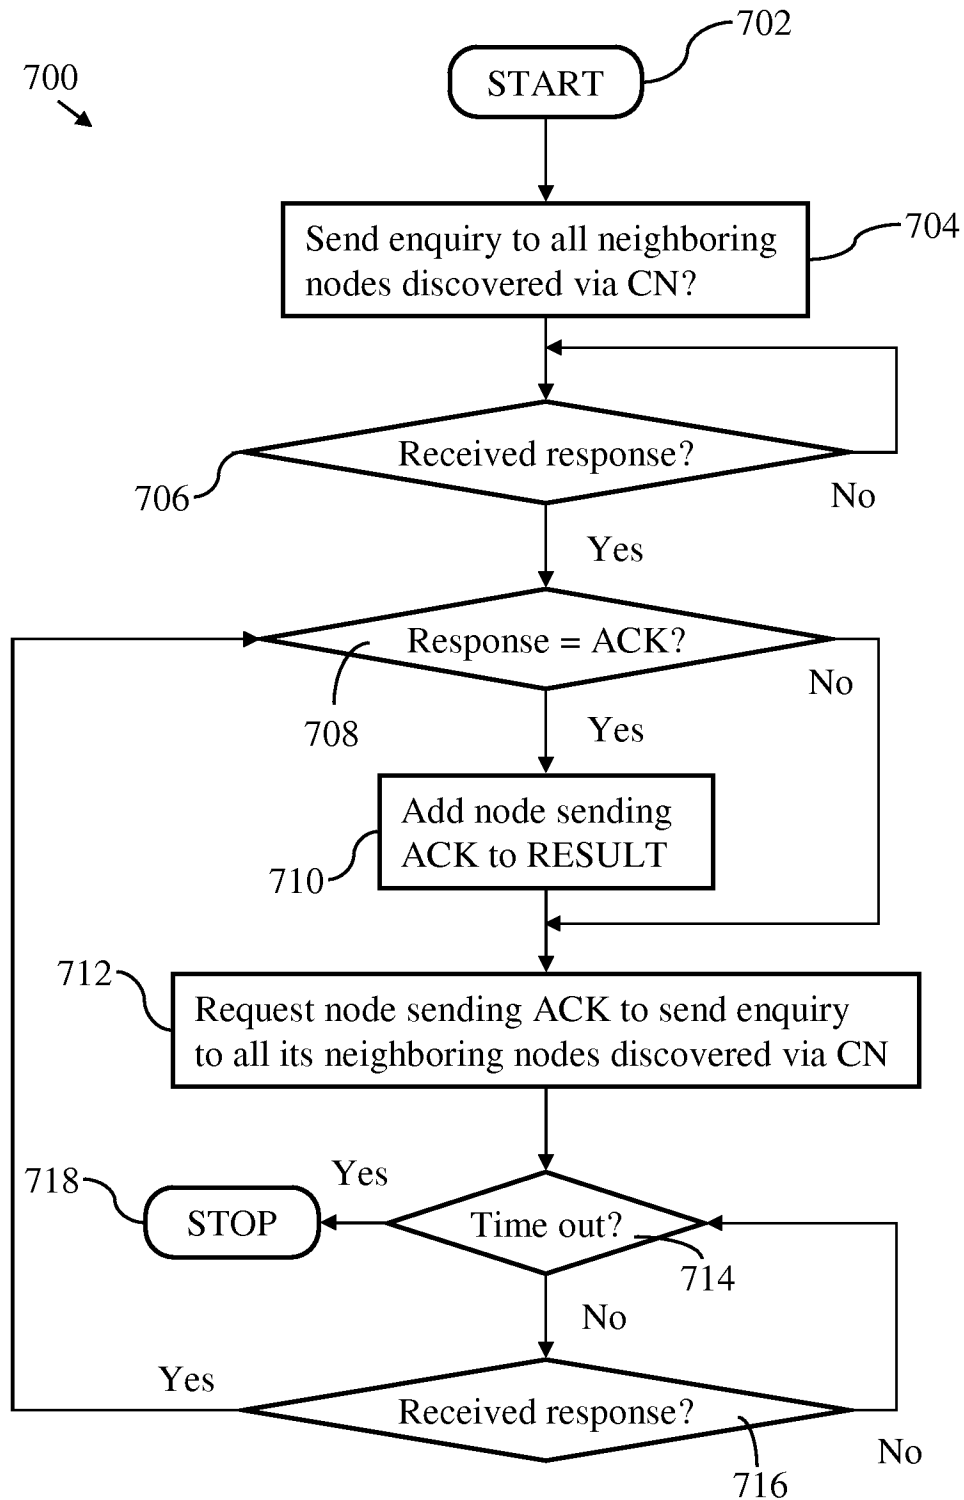 702
700
START
704
Send enquiry to all neighboring
nodes discovered via CN?
Received response?
706
No
Yes
Response = ACK?
No
708
Yes
Add node sending
ACK to RESULT
710
712
Request node sending ACK to send enquiry
to all its neighboring nodes discovered via CN
Yes
718
STOP
Time out?
714
No
Yes
Received response?
No
716